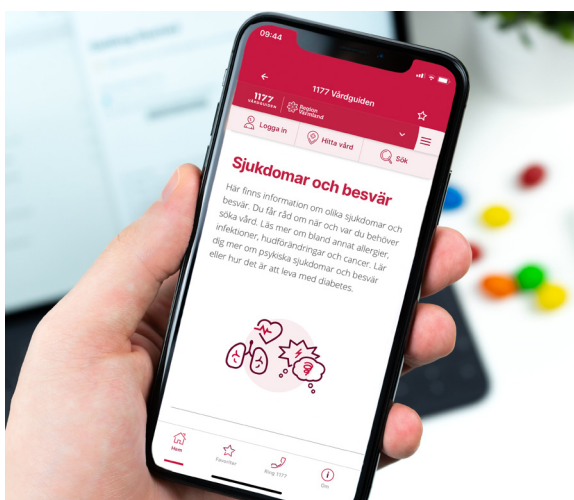 09:44
1177 Vårdguiden
1177
VÅRDGUIDEN
Region
Värmland
Logga in
Hitta vård
Sök
Sjukdomar och besvär
Här finns information om olika sjukdomar och
besvär. Du får råd om när och var du behöver
söka vård. Läs mer om bland annat allergier,
infektioner, hudförändringar och cancer. Lär
dig mer om psykiska sjukdomar och besvär
eller hur det är att leva med diabetes.
Hem
Favoriter
Ring 1177
Om